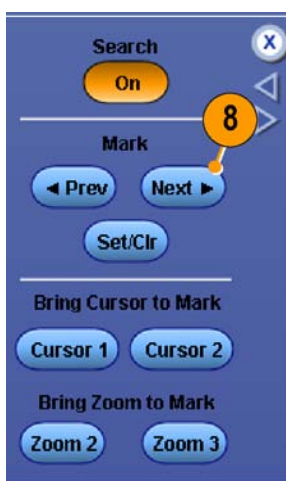 Search
X
On
8
Mark
◄ Prev Next ►
Set/Clr
Bring Cursor to Mark
Cursor 1 Cursor 2
Bring Zoom to Mark
Zoom 2 Zoom 3